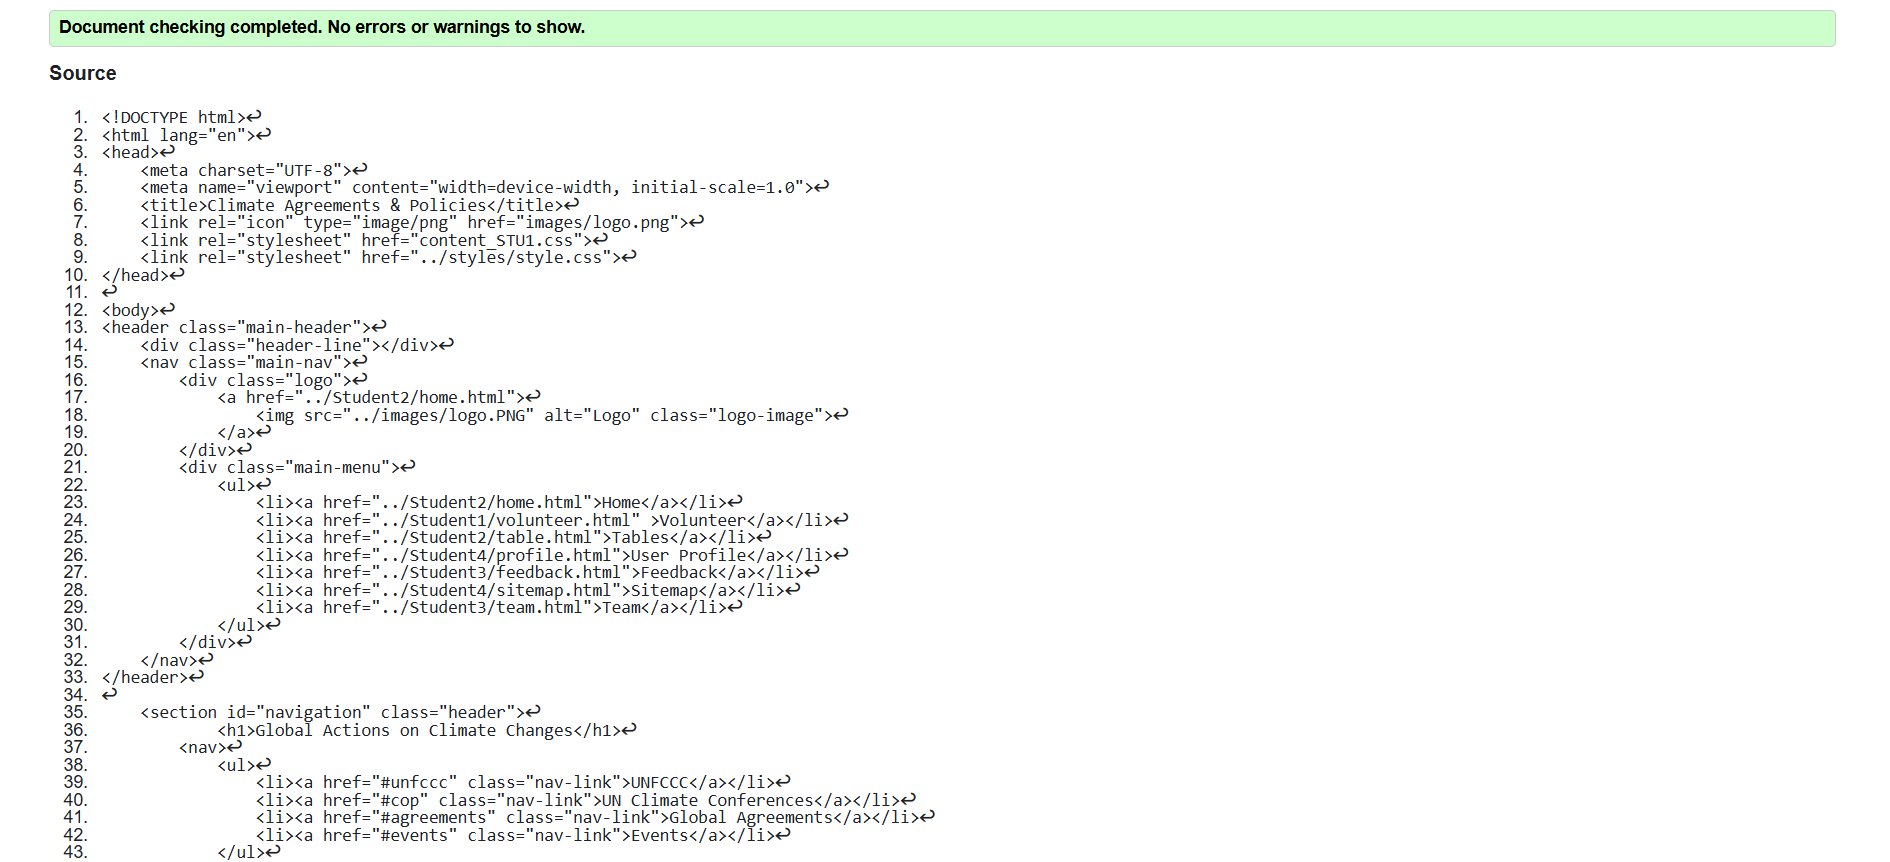 Document checking completed. No errors or warnings to show.
Source
1. <!DOCTYPE html>↩
2. <html lang="en">↩
3. <head>↩
4.     <meta charset="UTF-8">↩
5.     <meta name="viewport" content="width=device-width, initial-scale=1.0">↩
6.     <title>Climate Agreements & Policies</title>↩
7.     <link rel="icon" type="image/png" href="images/logo.png">↩
8.     <link rel="stylesheet" href="content_STU1.css">↩
9.     <link rel="stylesheet" href="../styles/style.css">↩
10. </head>↩
11. ↩
12. <body>↩
13. <header class="main-header">↩
14.     <div class="header-line"></div>↩
15.     <nav class="main-nav">↩
16.         <div class="logo">↩
17.             <a href="../Student2/home.html">↩
18.                 <img src="../images/logo.PNG" alt="Logo" class="logo-image">↩
19.             </a>↩
20.         </div>↩
21.         <div class="main-menu">↩
22.             <ul>↩
23.                 <li><a href="../Student2/home.html">Home</a></li>↩
24.                 <li><a href="../Student1/volunteer.html" >Volunteer</a></li>↩
25.                 <li><a href="../Student2/table.html">Tables</a></li>↩
26.                 <li><a href="../Student4/profile.html">User Profile</a></li>↩
27.                 <li><a href="../Student3/feedback.html">Feedback</a></li>↩
28.                 <li><a href="../Student4/sitemap.html">Sitemap</a></li>↩
29.                 <li><a href="../Student3/team.html">Team</a></li>↩
30.             </ul>↩
31.         </div>↩
32.     </nav>↩
33. </header>↩
34. ↩
35.     <section id="navigation" class="header">↩
36.             <h1>Global Actions on Climate Changes</h1>↩
37.         <nav>↩
38.             <ul>↩
39.                 <li><a href="#unfccc" class="nav-link">UNFCCC</a></li>↩
40.                 <li><a href="#cop" class="nav-link">UN Climate Conferences</a></li>↩
41.                 <li><a href="#agreements" class="nav-link">Global Agreements</a></li>↩
42.                 <li><a href="#events" class="nav-link">Events</a></li>↩
43.             </ul>↩